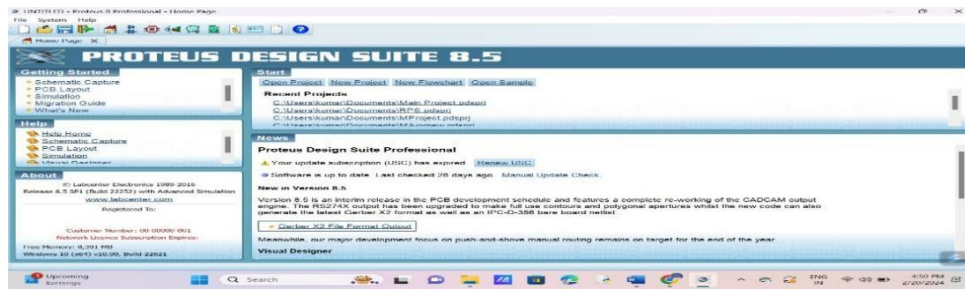 UNTITLED - Proteus 8 Professional - Home Page
File System Help
Home Page
PROTEUS DESIGN SUITE 8.5
Getting Started
Schematic Capture
PCB Layout
Simulation
Migration Guide
What's New
Help
Help Home
Schematic Capture
PCB Layout
Simulation
Visual Designer
About
© Labcenter Electronics 1989-2016
Release 8.5 SP1 (Build 22252) with Advanced Simulation
www.labcenter.com
Registered To:
Customer Number: 00-00000-001
Network Licence Subscription Expires:
Free Memory: 8,391 MB
Windows 10 (x64) v10.00, Build 22621
Start
Open Project New Project New Flowchart Open Sample
Recent Projects
C:\Users\kumar\Documents\Main Project.pdsprj
C:\Users\kumar\Documents\RPS.pdsprj
C:\Users\kumar\Documents\MProject.pdsprj
News
Proteus Design Suite Professional
Your update subscription (USC) has expired. Renew USC
Software is up to date. Last checked 28 days ago. Manual Update Check.
New in Version 8.5
Version 8.5 is an interim release in the PCB development schedule and features a complete re-working of the CADCAM output
engine. The RS274X output has been upgraded to make full use contours and polygonal apertures whilst the new code can also
generate the latest Gerber X2 format as well as an IPC-D-356 bare board netlist
Gerber X2 File Format Output
Meanwhile, our major development focus on push-and-shove manual routing remains on target for the end of the year.
Visual Designer
Upcoming
Earnings
Search
ENG
IN
4:50 PM
2/20/2024